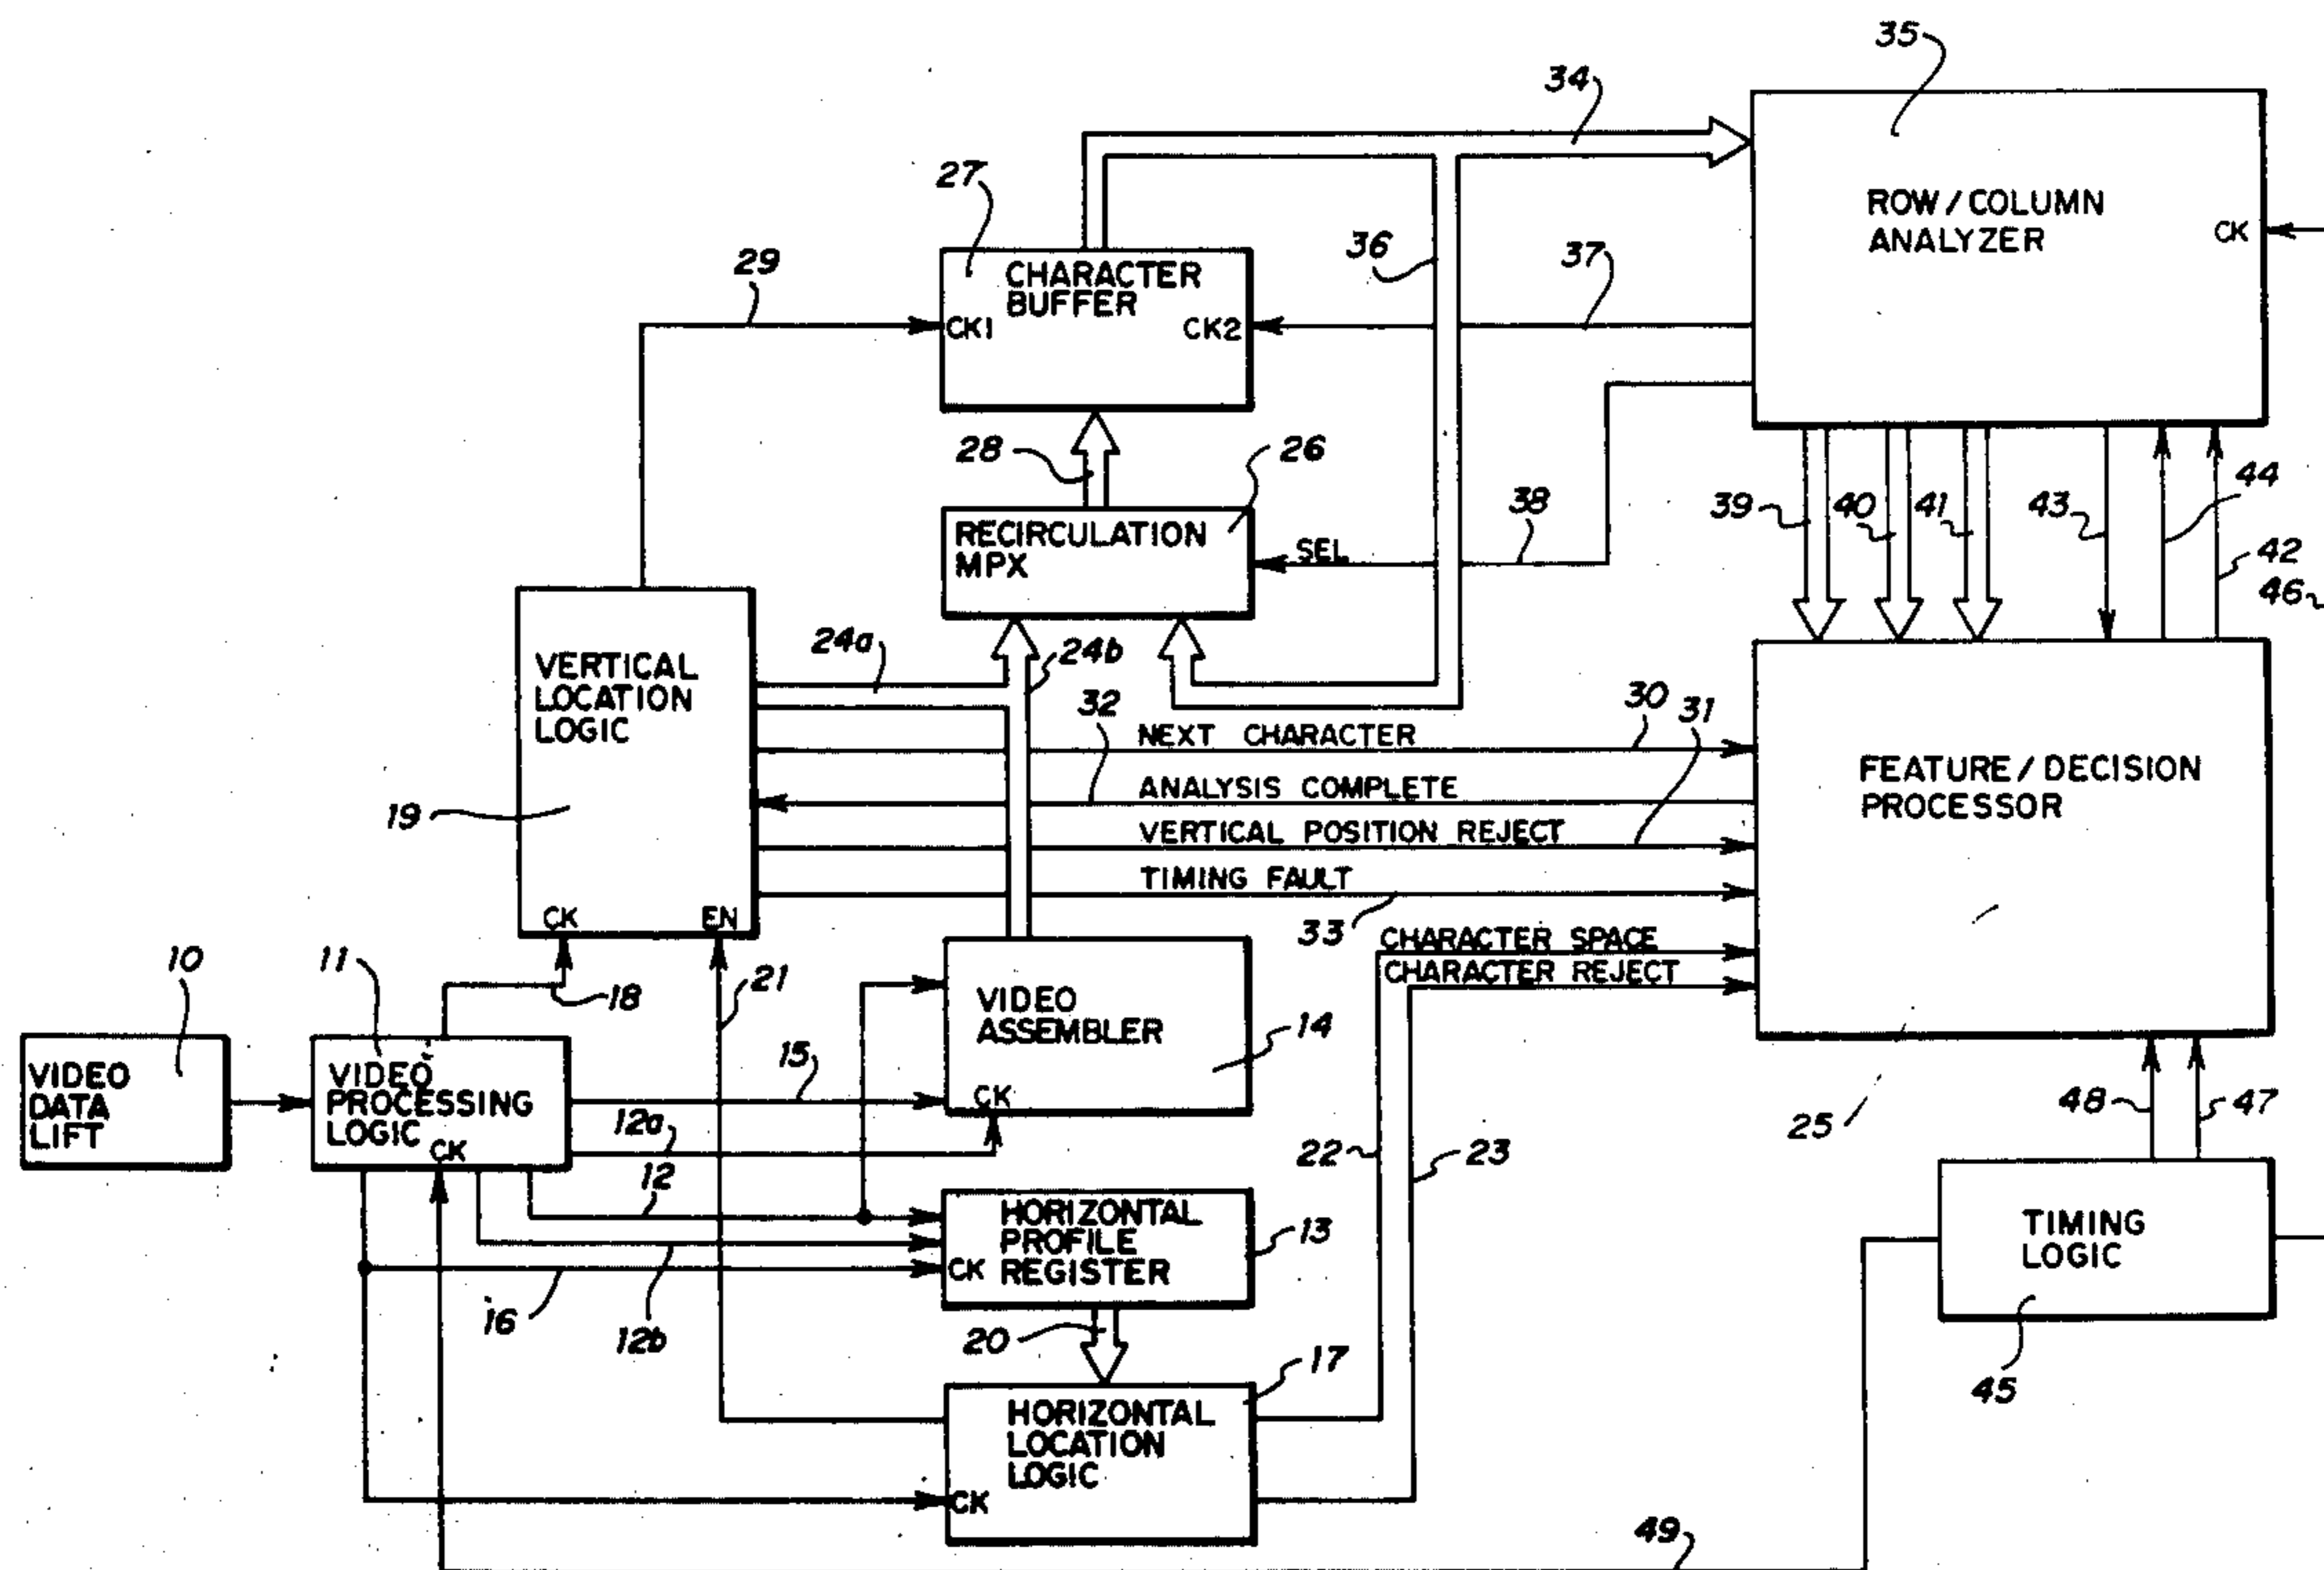 35
34
27
ROW / COLUMN
ANALYZER
CK
36
37
29
CHARACTER
BUFFER
CK1
CK2
28
26
38
39
40
41
43
44
42
46
RECIRCULATION
MPX
SEL
24a
24b
VERTICAL
LOCATION
LOGIC
32
30
31
NEXT CHARACTER
ANALYSIS COMPLETE
VERTICAL POSITION REJECT
TIMING FAULT
FEATURE / DECISION
PROCESSOR
19
CK
EN
33
CHARACTER SPACE
CHARACTER REJECT
10
11
18
21
VIDEO
ASSEMBLER
14
CK
VIDEO
DATA
LIFT
VIDEO
PROCESSING
LOGIC
CK
15
12a
12
25
48
47
22
23
HORIZONTAL
PROFILE
REGISTER
CK
13
TIMING
LOGIC
16
12b
20
17
45
HORIZONTAL
LOCATION
LOGIC
CK
49